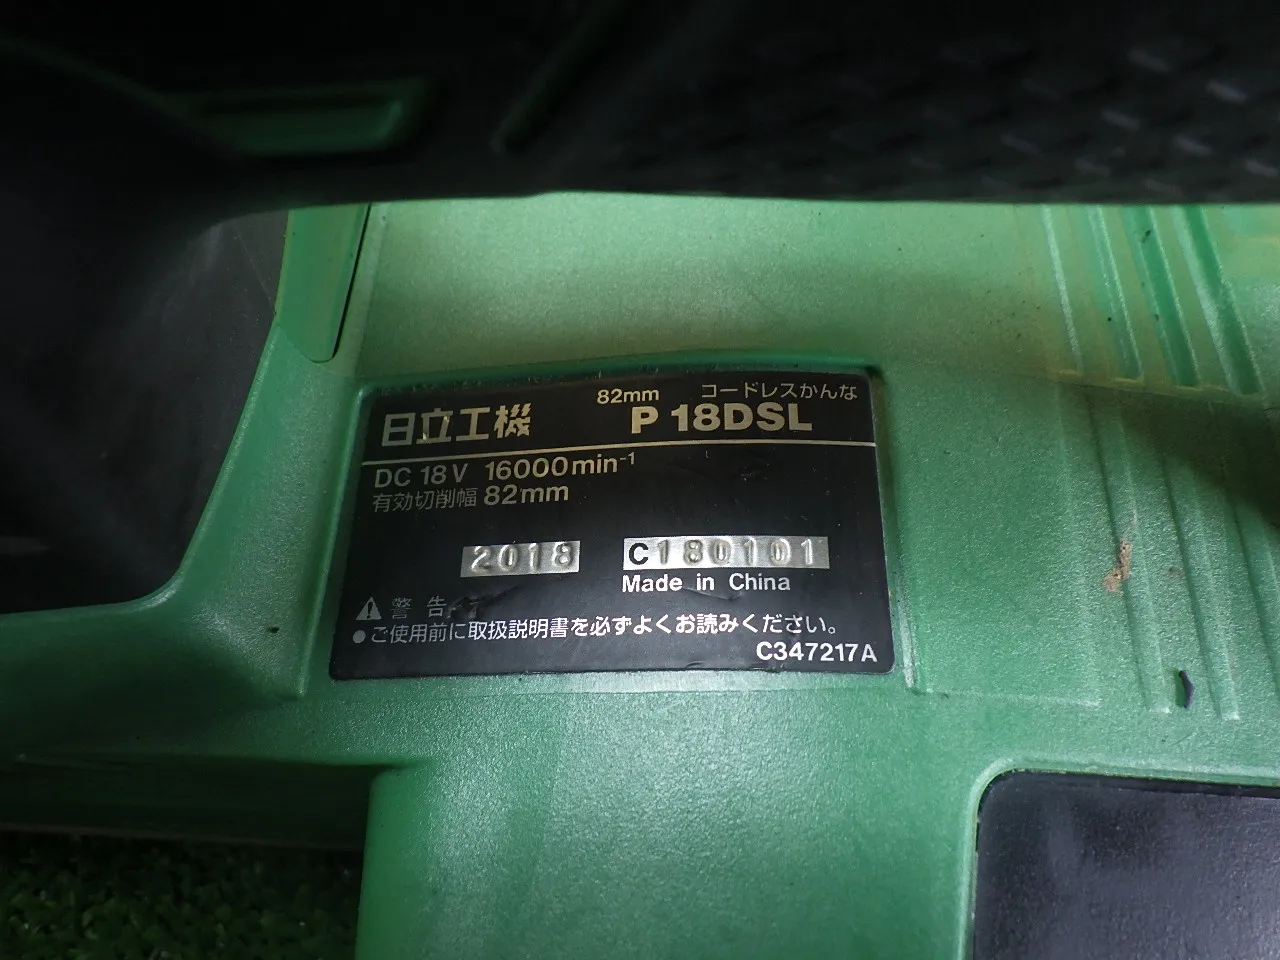 82mm コードレスかんな
日立工機 P 18DSL
DC 18V 16000min⁻¹
有効切削幅 82mm
2018 C180101
Made in China
⚠ 警告
●ご使用前に取扱説明書を必ずよくお読みください。
C347217A